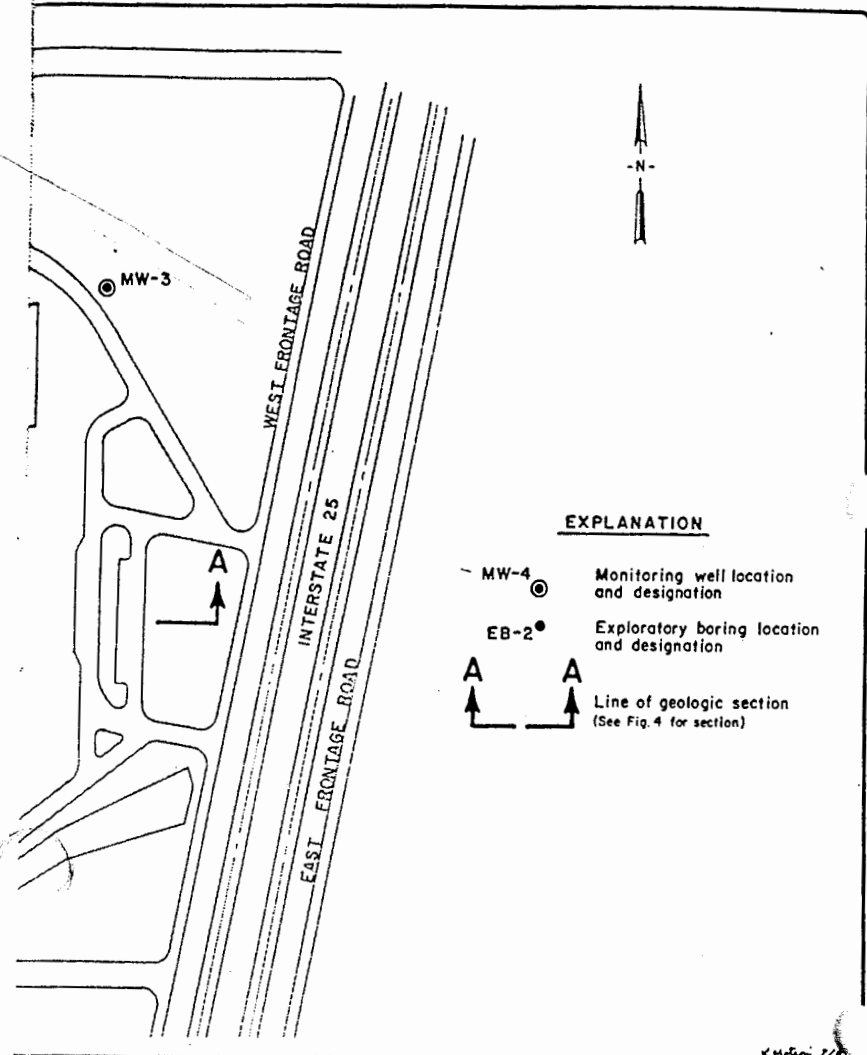 -N-
MW-3
WEST FRONTAGE ROAD
INTERSTATE 25
A
EAST FRONTAGE ROAD
EXPLANATION
MW-4
Monitoring well location
and designation
EB-2
Exploratory boring location
and designation
A A
Line of geologic section
(See Fig. 4 for section)